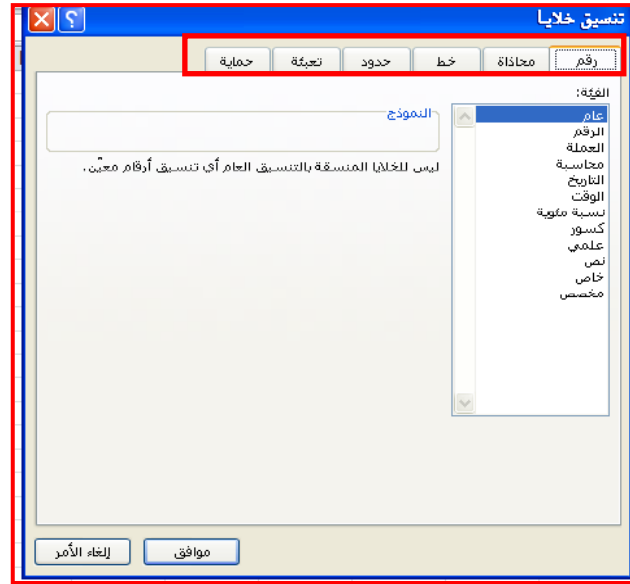 تنسيق خلايا
رقم محاذاة خط حدود تعبئة حماية
الفئة:
عام
الرقم
العملة
محاسبة
التاريخ
الوقت
نسبة مئوية
كسور
علمي
نص
خاص
مخصص
النموذج
ليس للخلايا المنسقة بالتنسيق العام أي تنسيق أرقام معيّن.
موافق إلغاء الأمر